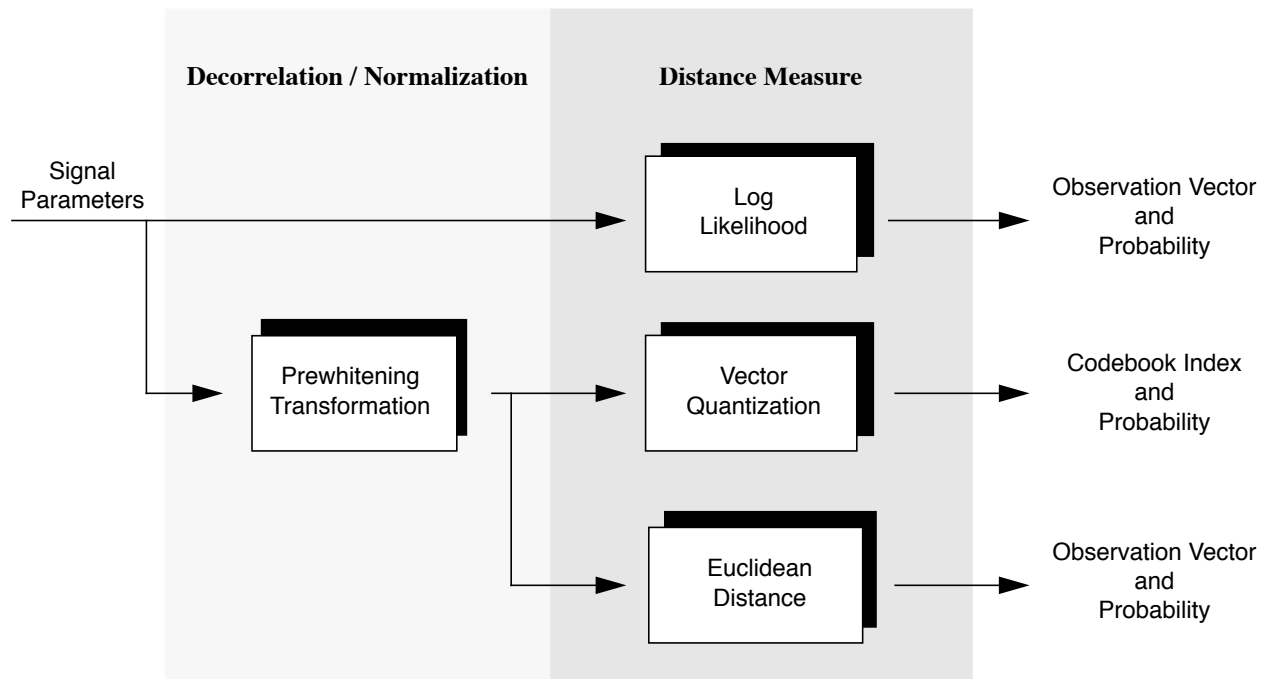 Decorrelation / Normalization
Distance Measure
Signal
Parameters
Log
Likelihood
Observation Vector
and
Probability
Prewhitening
Transformation
Vector
Quantization
Codebook Index
and
Probability
Euclidean
Distance
Observation Vector
and
Probability